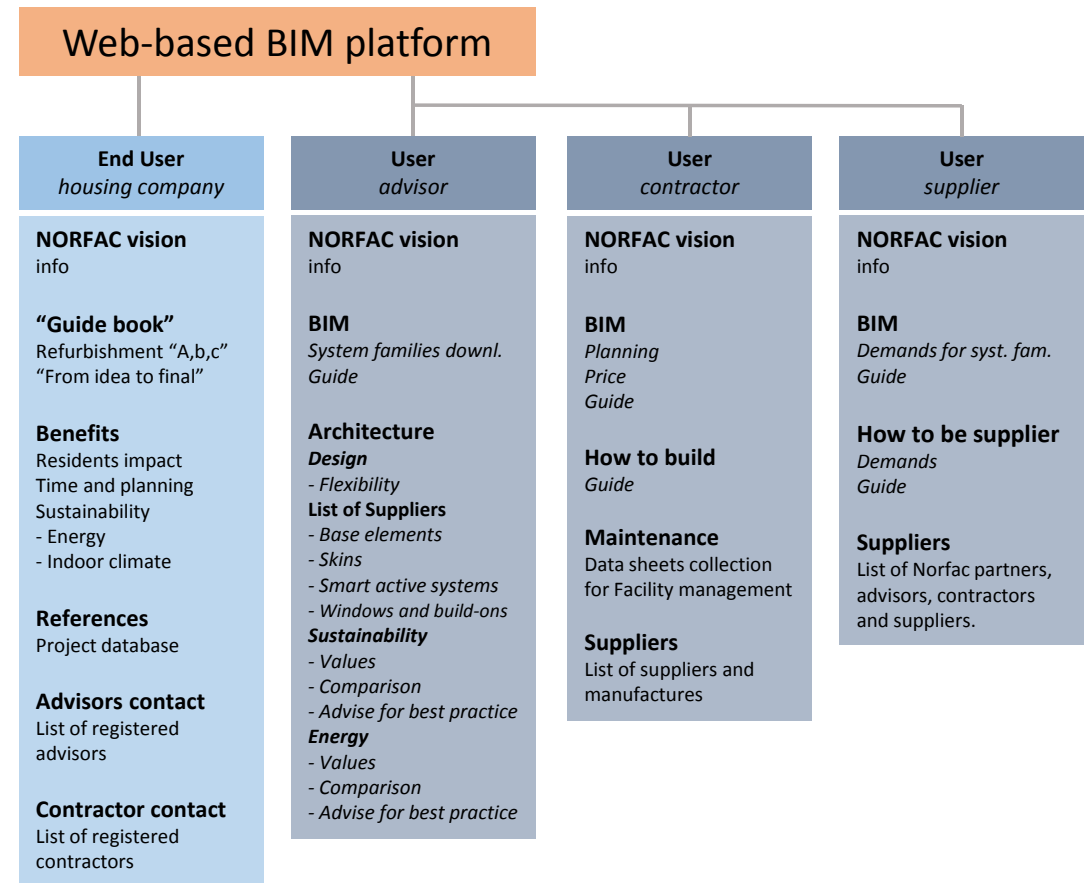 Web-based BIM platform
End User
housing company
NORFAC vision
info
“Guide book”
Refurbishment “A,b,c”
“From idea to final”
Benefits
Residents impact
Time and planning
Sustainability
- Energy
- Indoor climate
References
Project database
Advisors contact
List of registered
advisors
Contractor contact
List of registered
contractors
User
advisor
NORFAC vision
info
BIM
System families downl.
Guide
Architecture
Design
- Flexibility
List of Suppliers
- Base elements
- Skins
- Smart active systems
- Windows and build-ons
Sustainability
- Values
- Comparison
- Advise for best practice
Energy
- Values
- Comparison
- Advise for best practice
User
contractor
NORFAC vision
info
BIM
Planning
Price
Guide
How to build
Guide
Maintenance
Data sheets collection
for Facility management
Suppliers
List of suppliers and
manufactures
User
supplier
NORFAC vision
info
BIM
Demands for syst. fam.
Guide
How to be supplier
Demands
Guide
Suppliers
List of Norfac partners,
advisors, contractors
and suppliers.